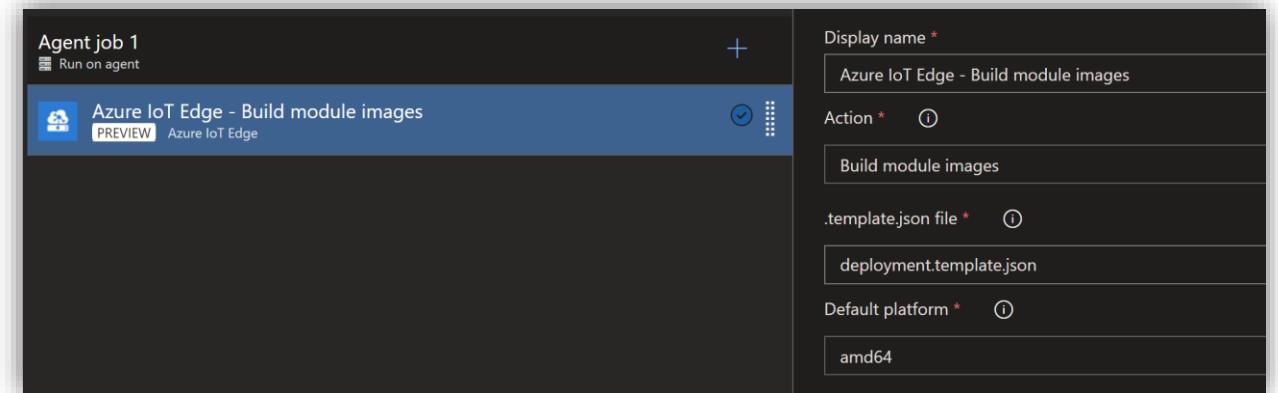 Agent job 1
Run on agent
Azure IoT Edge - Build module images
PREVIEW Azure IoT Edge
Display name *
Azure IoT Edge - Build module images
Action *
Build module images
.template.json file *
deployment.template.json
Default platform *
amd64